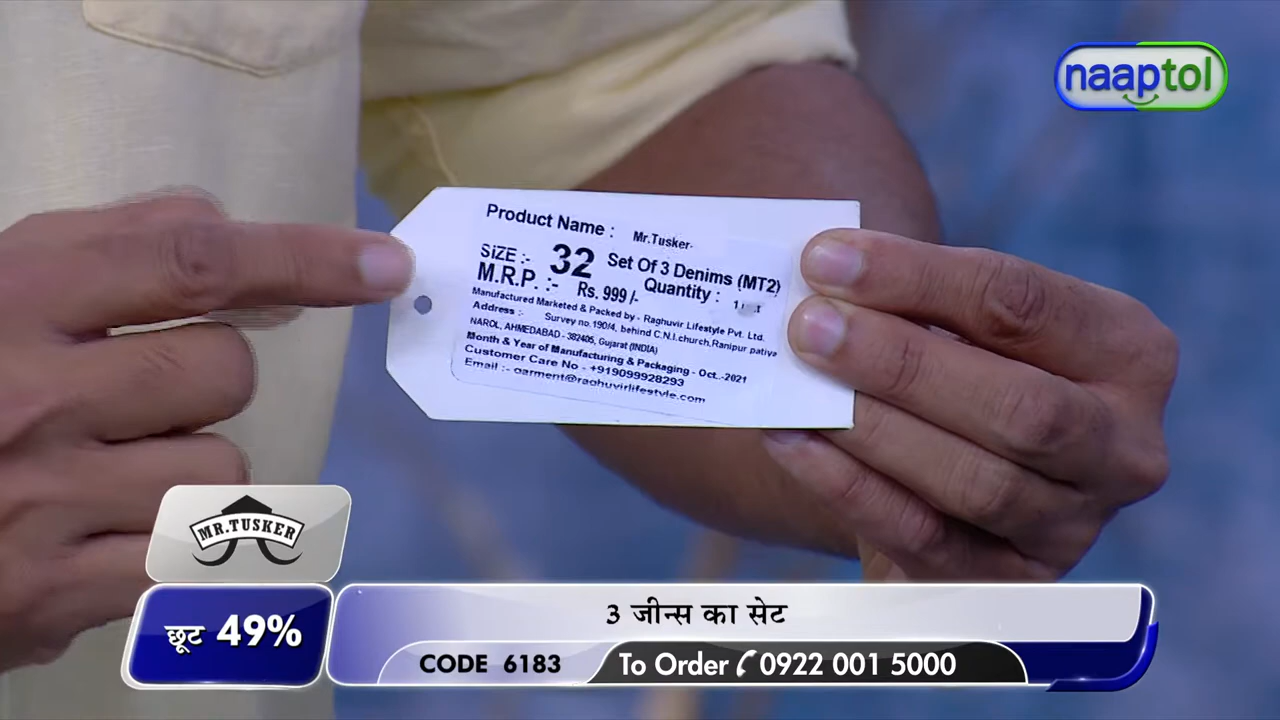 naaptol
Product Name : Mr.Tusker-
SiZE :- 32 Set Of 3 Denims (MT2)
M.R.P. :- Rs. 999/- Quantity :
Manufactured Marketed & Packed by - Raghuvir Lifestyle Pvt. Ltd.
Address :- Survey no.190/4, behind C.N.I.church,Ranipur patiya
NAROL, AHMEDABAD - 382405, Gujarat (INDIA)
Month & Year of Manufacturing & Packaging - Oct.-2021
Customer Care No - +919099928293
Email :- garment@raghuvirlifestyle.com
MR.TUSKER
छूट 49%
3 जीन्स का सेट
CODE 6183
To Order 0922 001 5000